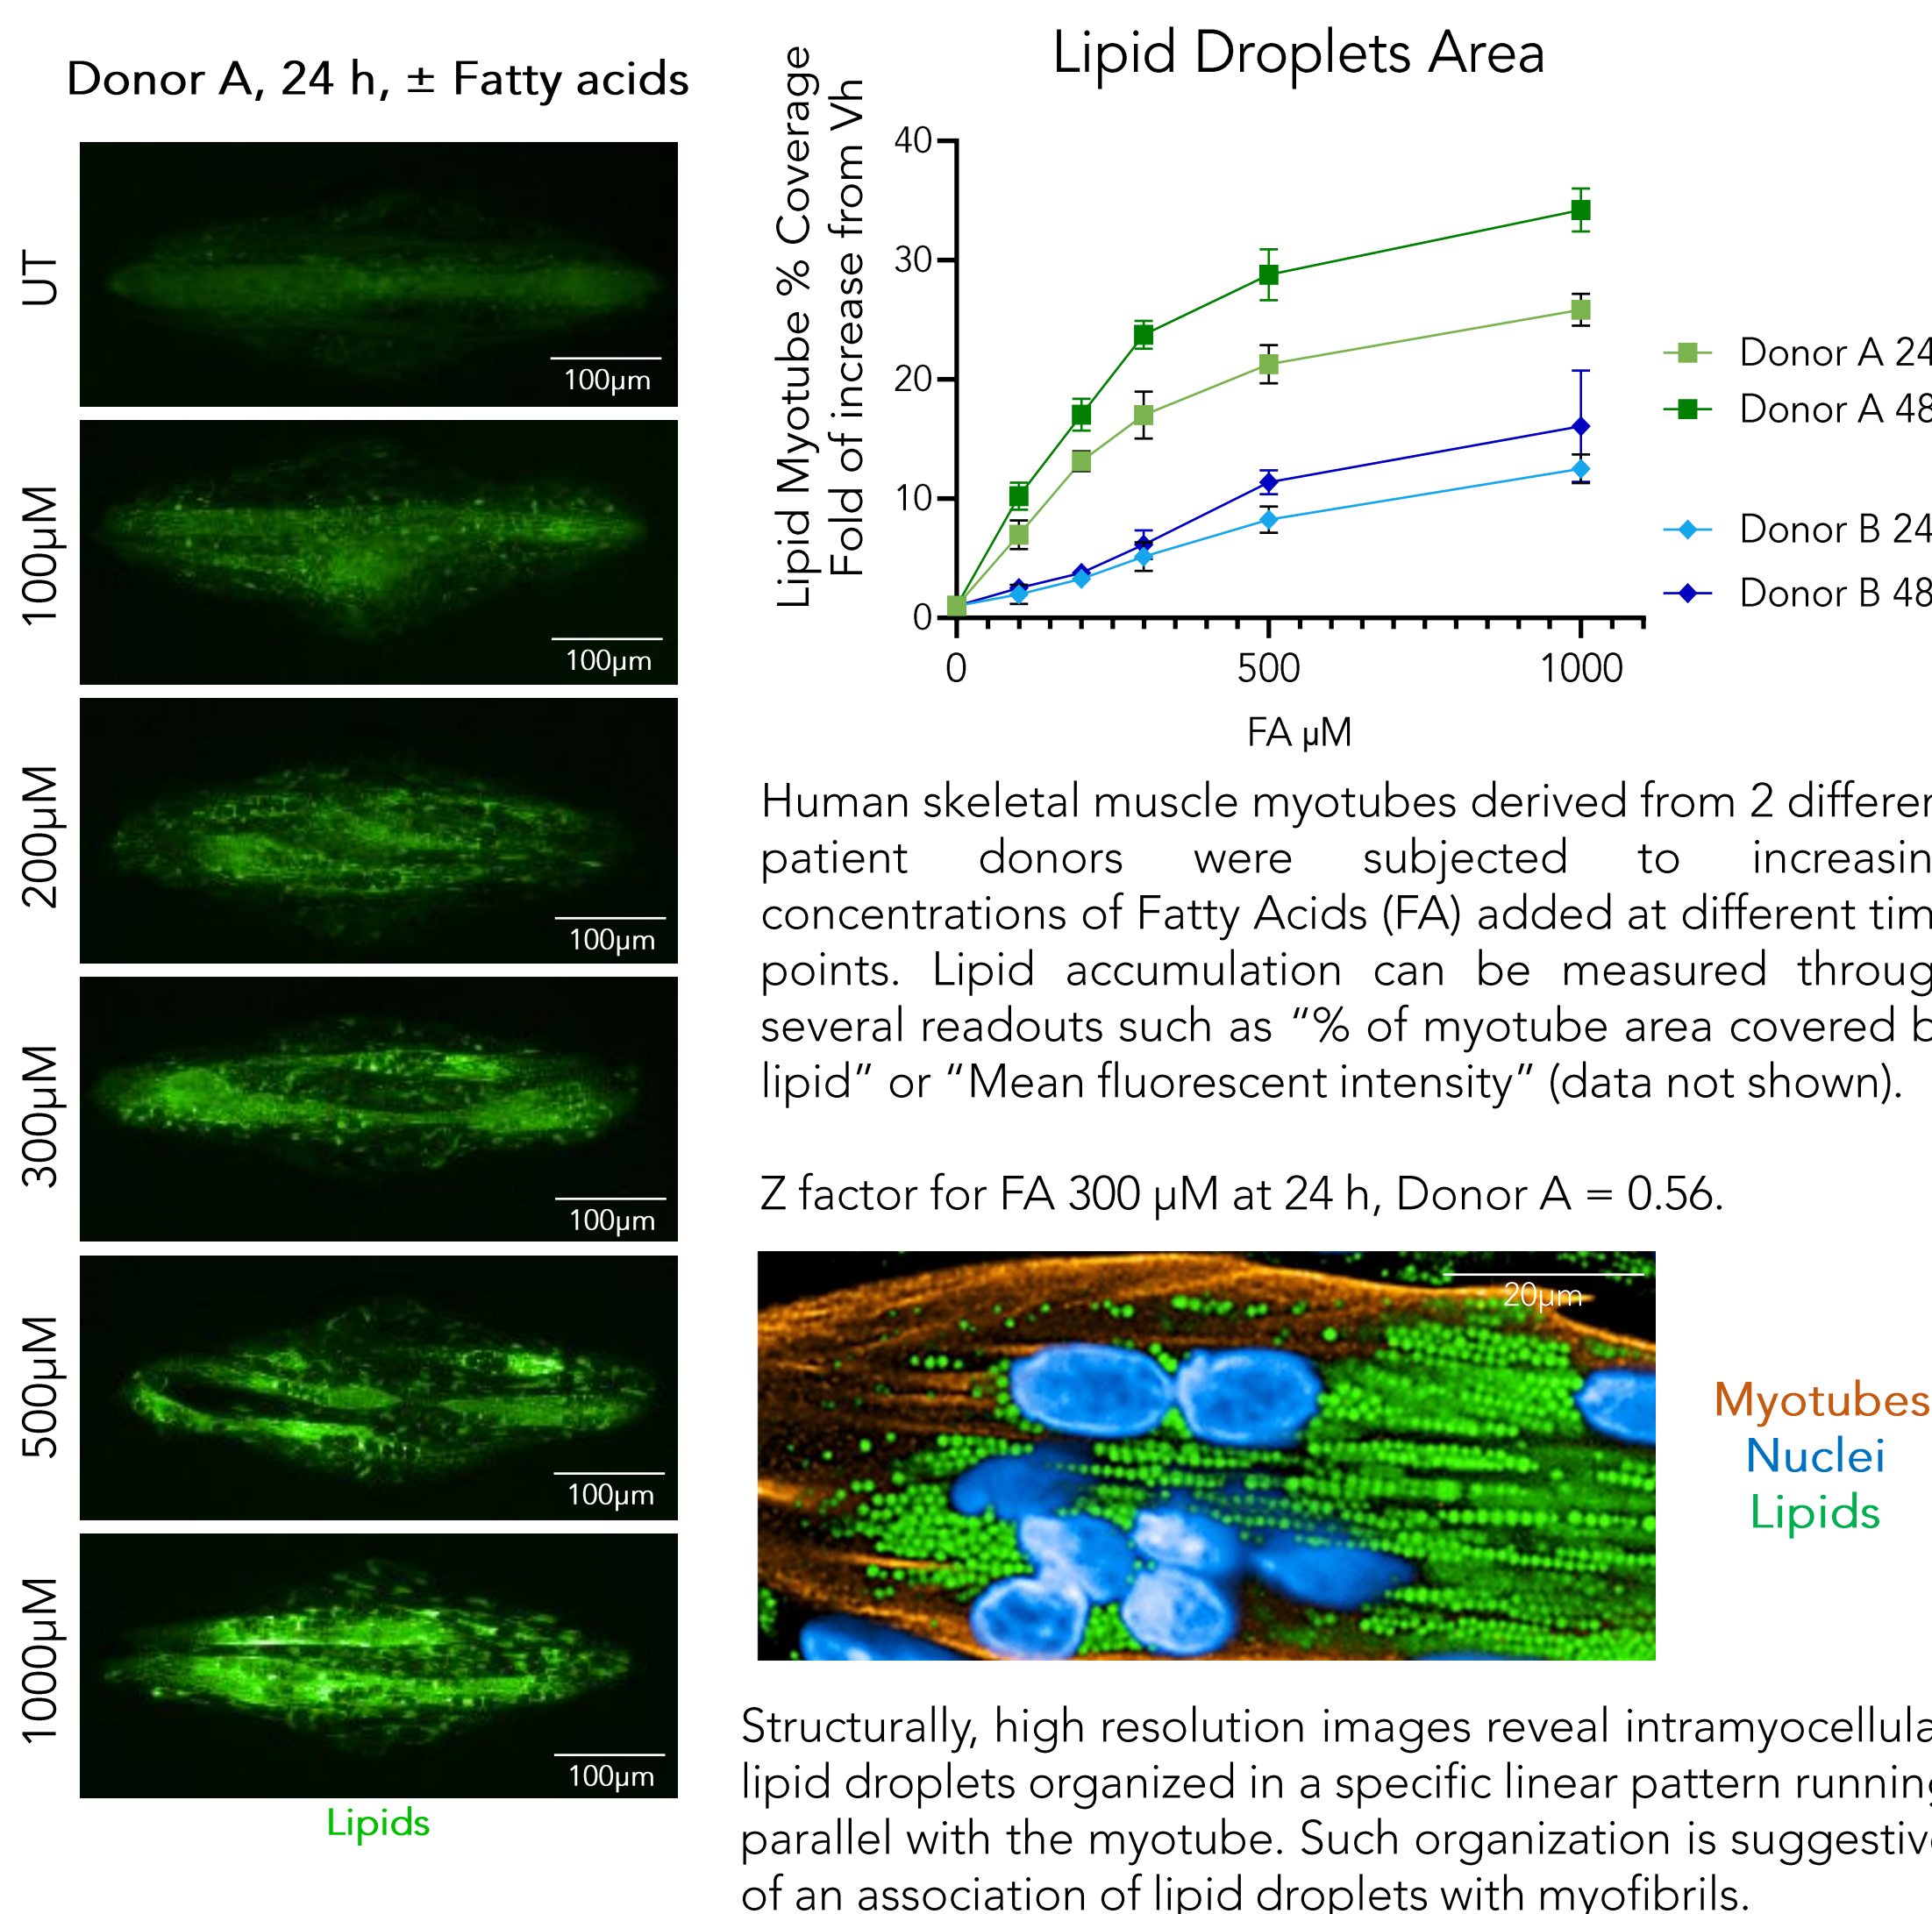 Donor A, 24 h, ± Fatty acids
UT
100µm
100µM
100µm
200µM
100µm
300µM
100µm
500µM
100µm
1000µM
100µm
Lipids
Lipid Droplets Area
Lipid Myotube % Coverage
Fold of increase from Vh
40
30
20
10
0
0
500
1000
FA µM
Donor A 24
Donor A 48
Donor B 24
Donor B 48
Human skeletal muscle myotubes derived from 2 differen
patient donors were subjected to increasin
concentrations of Fatty Acids (FA) added at different tim
points. Lipid accumulation can be measured throug
several readouts such as “% of myotube area covered b
lipid” or “Mean fluorescent intensity” (data not shown).
Z factor for FA 300 µM at 24 h, Donor A = 0.56.
20µm
Myotubes
Nuclei
Lipids
Structurally, high resolution images reveal intramyocellula
lipid droplets organized in a specific linear pattern running
parallel with the myotube. Such organization is suggestive
of an association of lipid droplets with myofibrils.